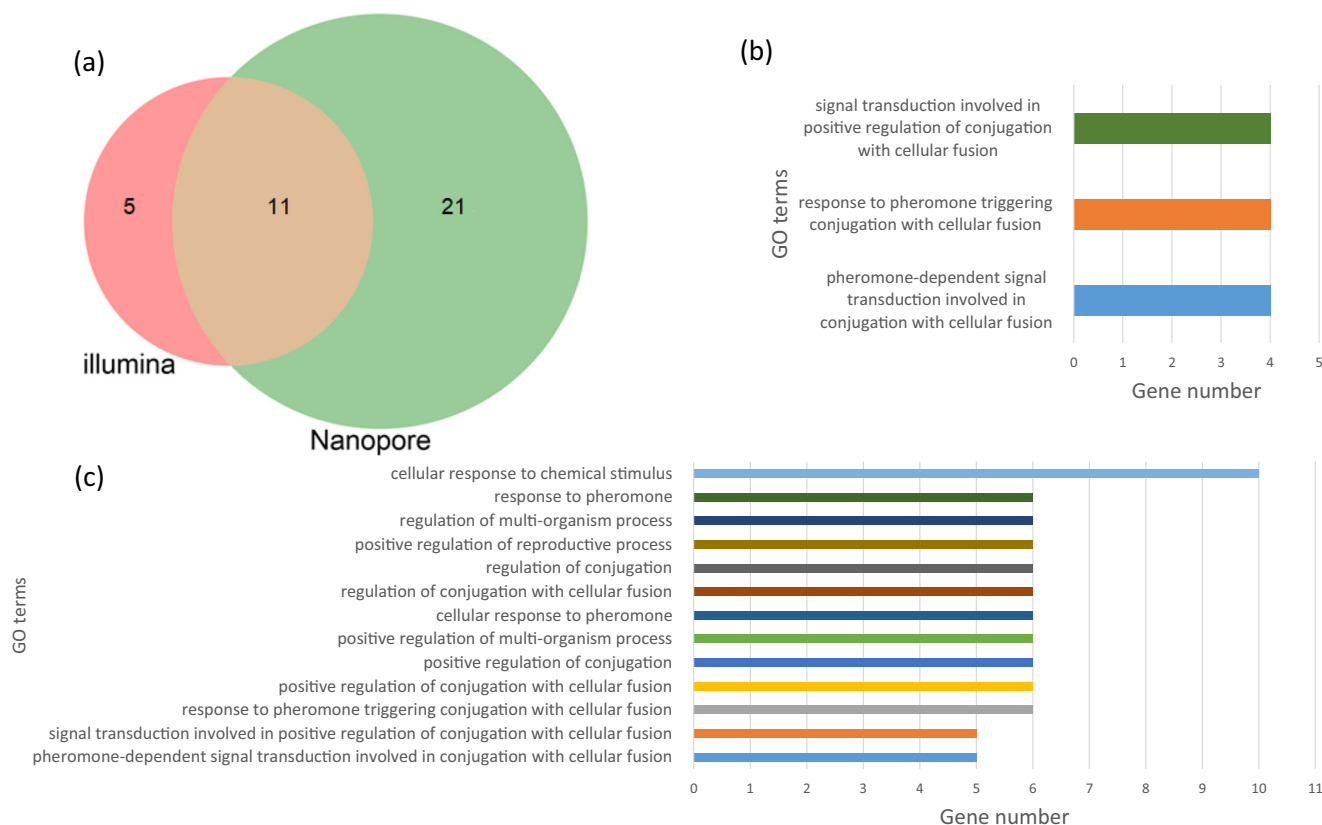 (a)
5
11
21
illumina
Nanopore
(b)
GO terms
signal transduction involved in
positive regulation of conjugation
with cellular fusion
response to pheromone triggering
conjugation with cellular fusion
pheromone-dependent signal
transduction involved in
conjugation with cellular fusion
0 1 2 3 4 5
Gene number
(c)
GO terms
cellular response to chemical stimulus
response to pheromone
regulation of multi-organism process
positive regulation of reproductive process
regulation of conjugation
regulation of conjugation with cellular fusion
cellular response to pheromone
positive regulation of multi-organism process
positive regulation of conjugation
positive regulation of conjugation with cellular fusion
response to pheromone triggering conjugation with cellular fusion
signal transduction involved in positive regulation of conjugation with cellular fusion
pheromone-dependent signal transduction involved in conjugation with cellular fusion
0 1 2 3 4 5 6 7 8 9 10 11
Gene number